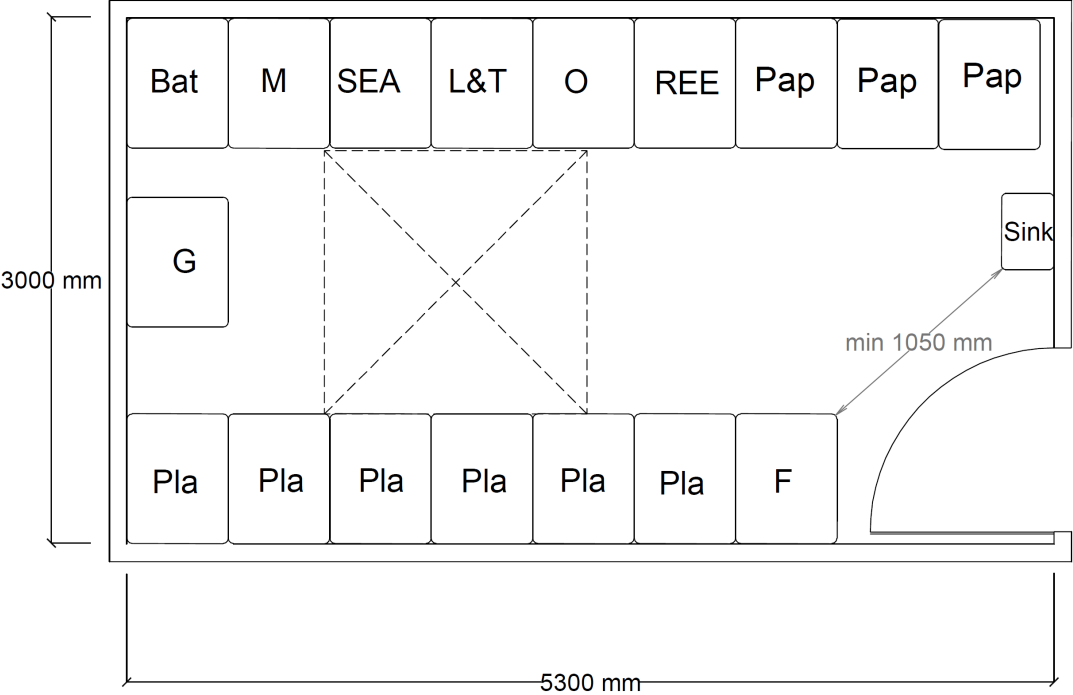 Bat
M
SEA
L&T
O
REE
Pap
Pap
Pap
G
Sink
3000 mm
min 1050 mm
Pla
Pla
Pla
Pla
Pla
Pla
F
5300 mm